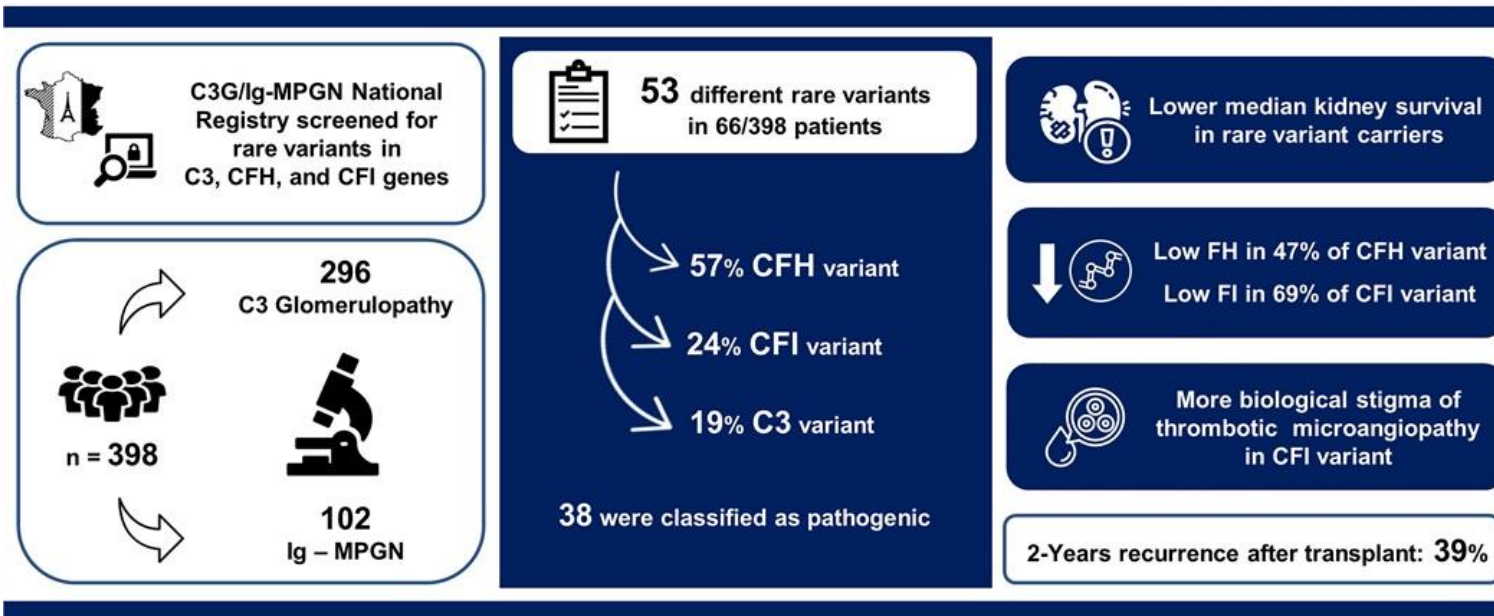 C3G/Ig-MPGN National
Registry screened for
rare variants in
C3, CFH, and CFI genes
296
C3 Glomerulopathy
n = 398
102
Ig – MPGN
53 different rare variants
in 66/398 patients
57% CFH variant
24% CFI variant
19% C3 variant
38 were classified as pathogenic
Lower median kidney survival
in rare variant carriers
Low FH in 47% of CFH variant
Low FI in 69% of CFI variant
More biological stigma of
thrombotic microangiopathy
in CFI variant
2-Years recurrence after transplant: 39%